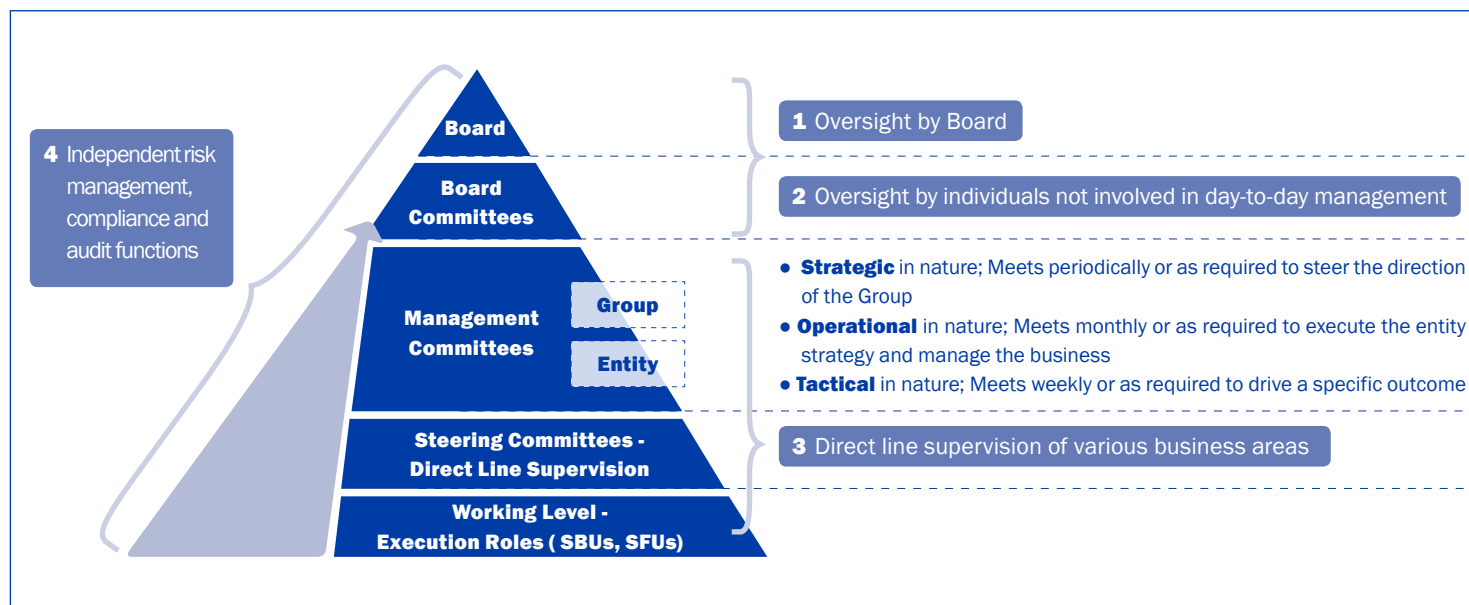 4 Independent risk
management,
compliance and
audit functions
Board
Board
Committees
Management
Committees
Group
Entity
Steering Committees -
Direct Line Supervision
Working Level -
Execution Roles ( SBUs, SFUs)
1 Oversight by Board
2 Oversight by individuals not involved in day-to-day management
● Strategic in nature; Meets periodically or as required to steer the direction
of the Group
● Operational in nature; Meets monthly or as required to execute the entity
strategy and manage the business
● Tactical in nature; Meets weekly or as required to drive a specific outcome
3 Direct line supervision of various business areas